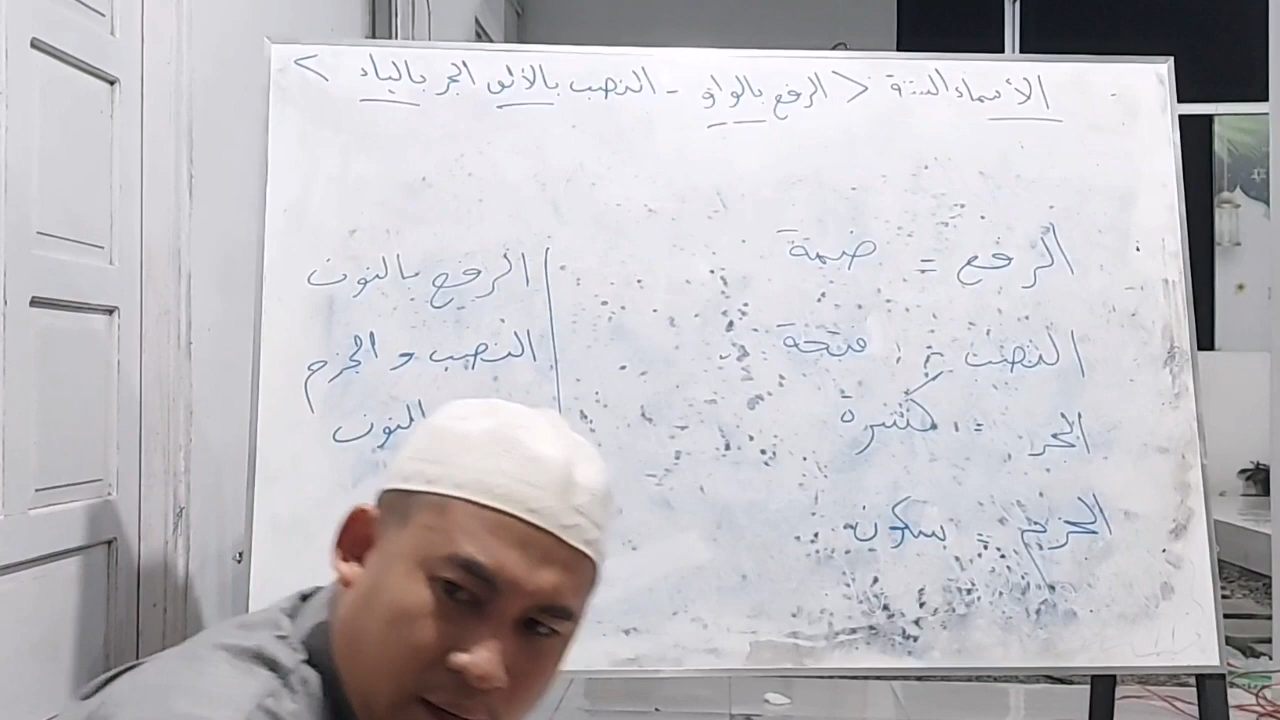 الأسماء الستة < الرفع بالواو - النصب بالألف الجر بالياء >
الرفع = ضمة
النصب = فتحة
الجر = كسرة
الجزم = سكون
الرفع بالنون
النصب و الجزم
النون